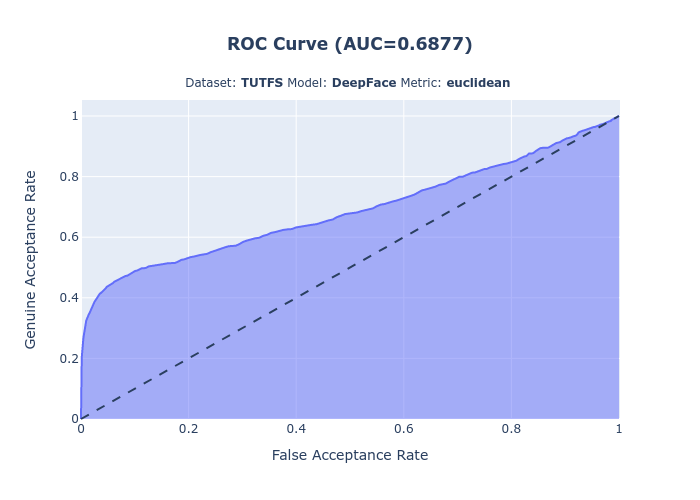 ROC Curve (AUC=0.6877)
Dataset: TUTFS Model: DeepFace Metric: euclidean
Genuine Acceptance Rate
1
0.8
0.6
0.4
0.2
0
0 0.2 0.4 0.6 0.8 1
False Acceptance Rate